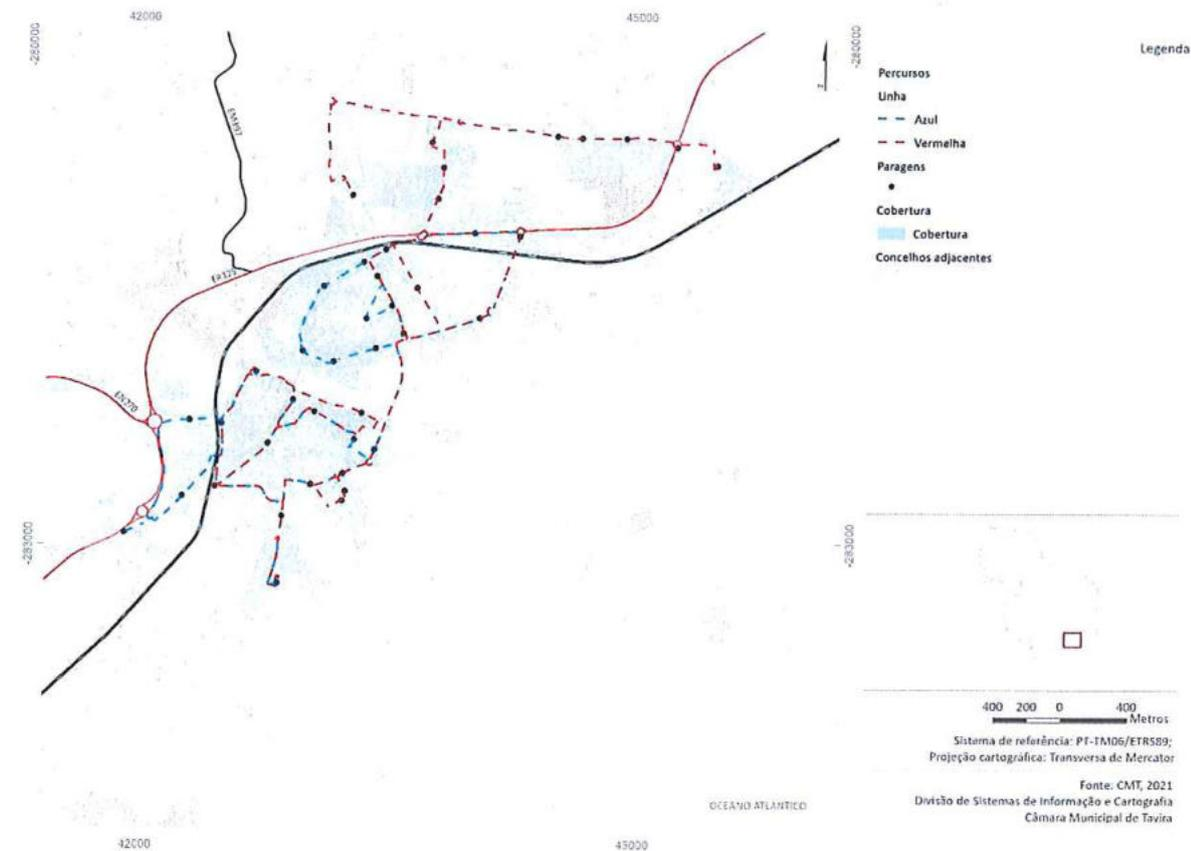 42000
45000
-280000
-280000
Legenda
Percursos
Linha
Azul
Vermelha
Paragens
Cobertura
Cobertura
Concelhos adjacentes
EM397
ER125
EN270
-283000
-283000
400 200 0 400
Metros
Sistema de referência: PT-TM06/ETRS89;
Projeção cartográfica: Transversa de Mercator
Fonte: CMT, 2021
Divisão de Sistemas de Informação e Cartografia
Câmara Municipal de Tavira
OCEANO ATLANTICO
42000
45000